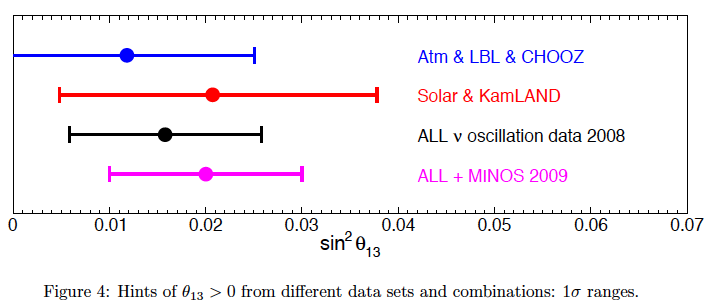 Atm & LBL & CHOOZ
Solar & KamLAND
ALL ν oscillation data 2008
ALL + MINOS 2009
0 0.01 0.02 0.03 0.04 0.05 0.06 0.07
sin² θ₁₃
Figure 4: Hints of θ₁₃ > 0 from different data sets and combinations: 1σ ranges.